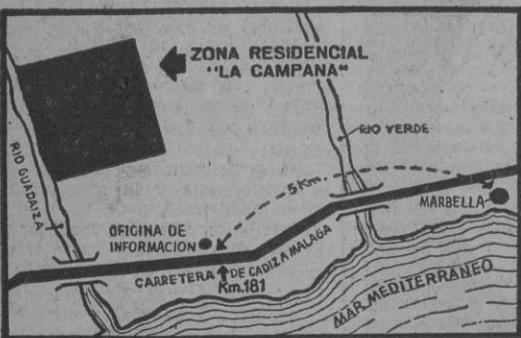 ZONA RESIDENCIAL
"LA CAMPANA"
RIO VERDE
RIO GUADAIZA
5 Km.
MARBELLA
OFICINA DE
INFORMACION
CARRETERA DE CADIZ A MALAGA
Km.181
MAR MEDITERRANEO